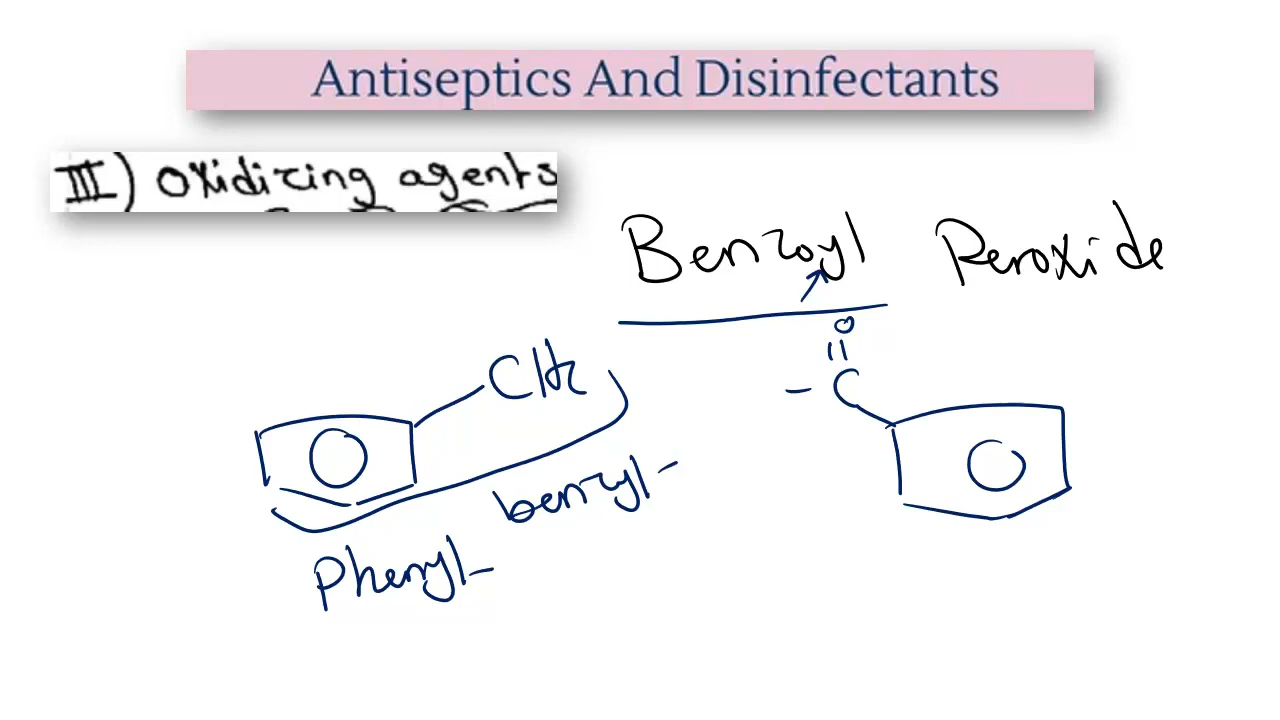 Antiseptics And Disinfectants
III) Oxidizing agents
Benzoyl Peroxide
O
CH2
- C
benzyl-
Phenyl-